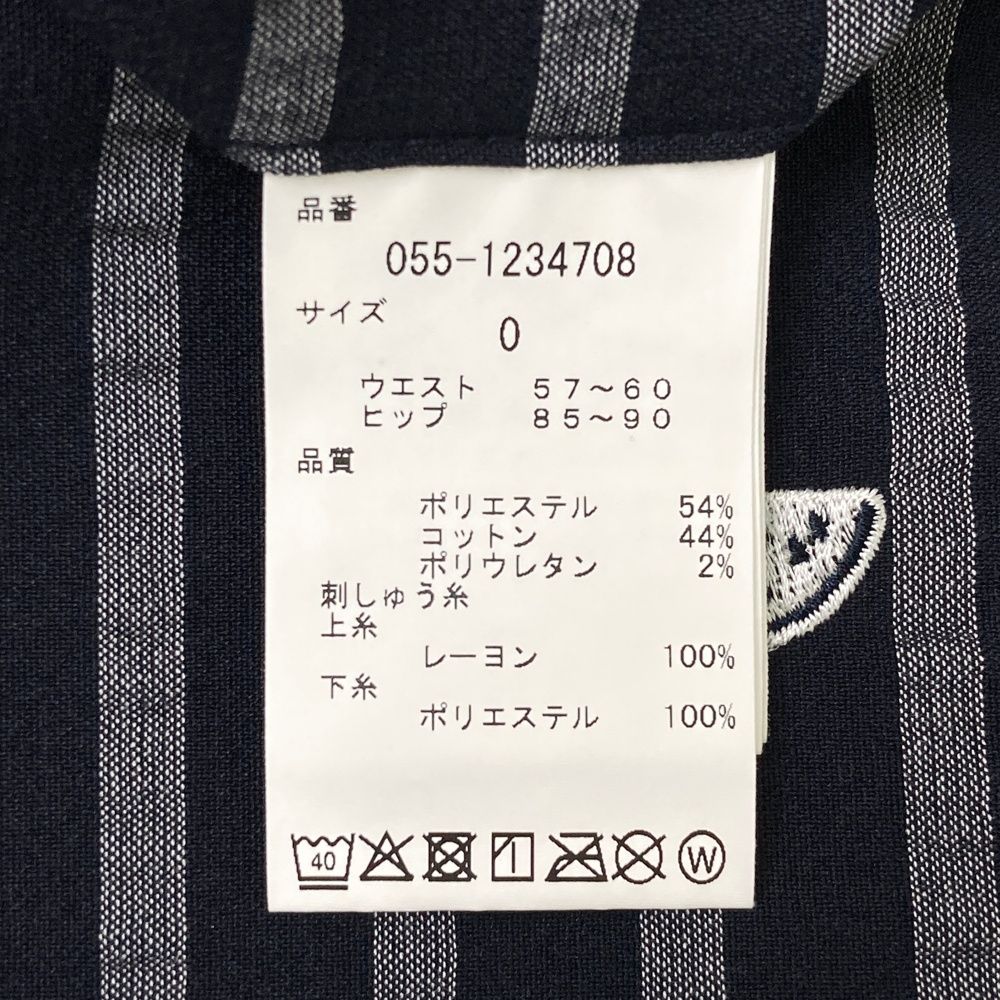 品番
055-1234708
サイズ
0
ウエスト 57～60
ヒップ 85～90
品質
ポリエステル 54%
コットン 44%
ポリウレタン 2%
刺しゅう糸
上糸
レーヨン 100%
下糸
ポリエステル 100%
40 W